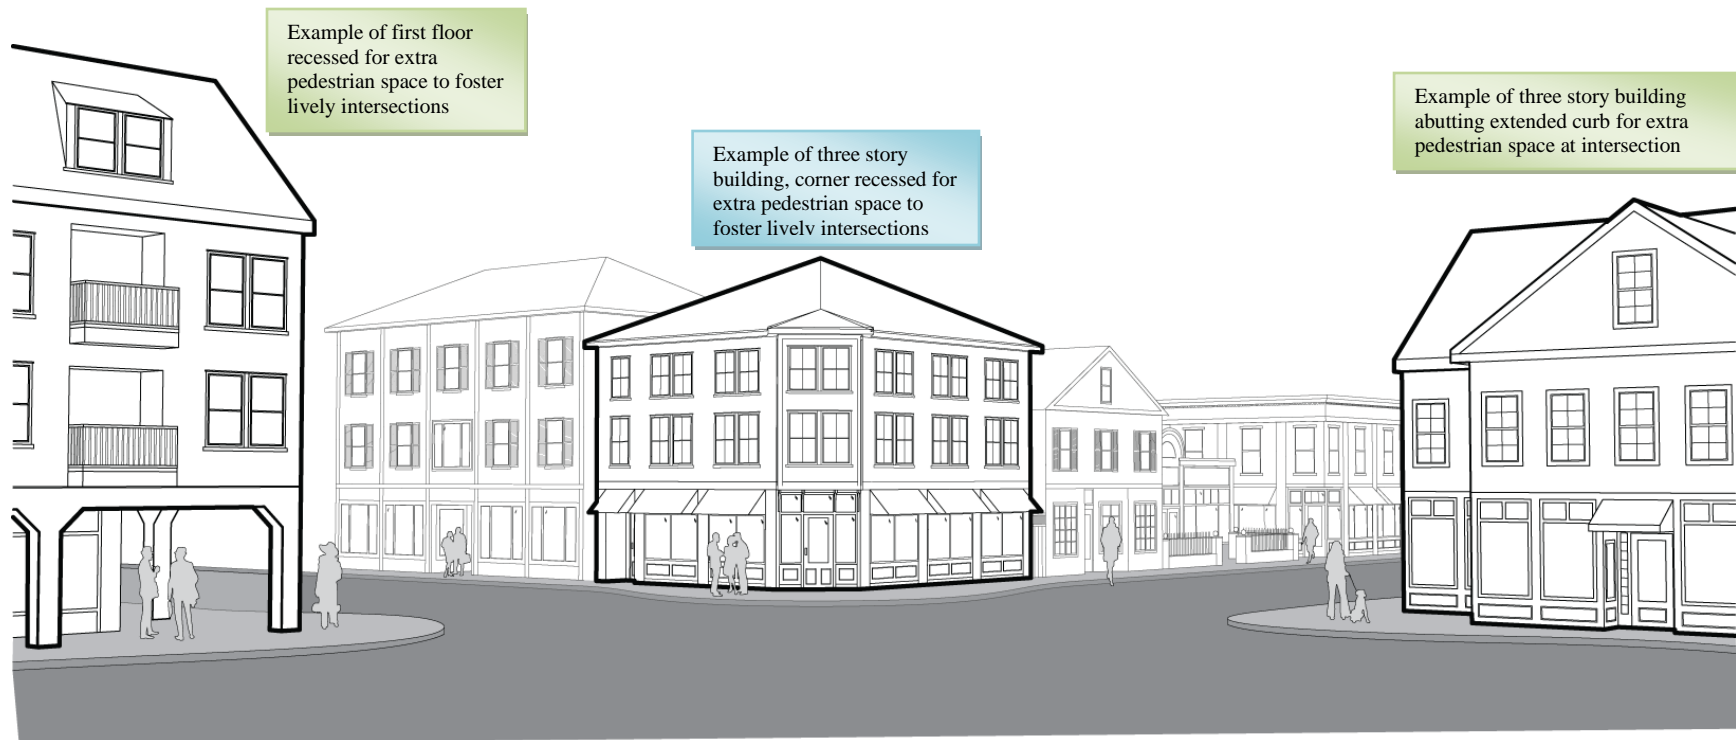 Example of first floor
recessed for extra
pedestrian space to foster
lively intersections
Example of three story
building, corner recessed for
extra pedestrian space to
foster lively intersections
Example of three story building
abutting extended curb for extra
pedestrian space at intersection